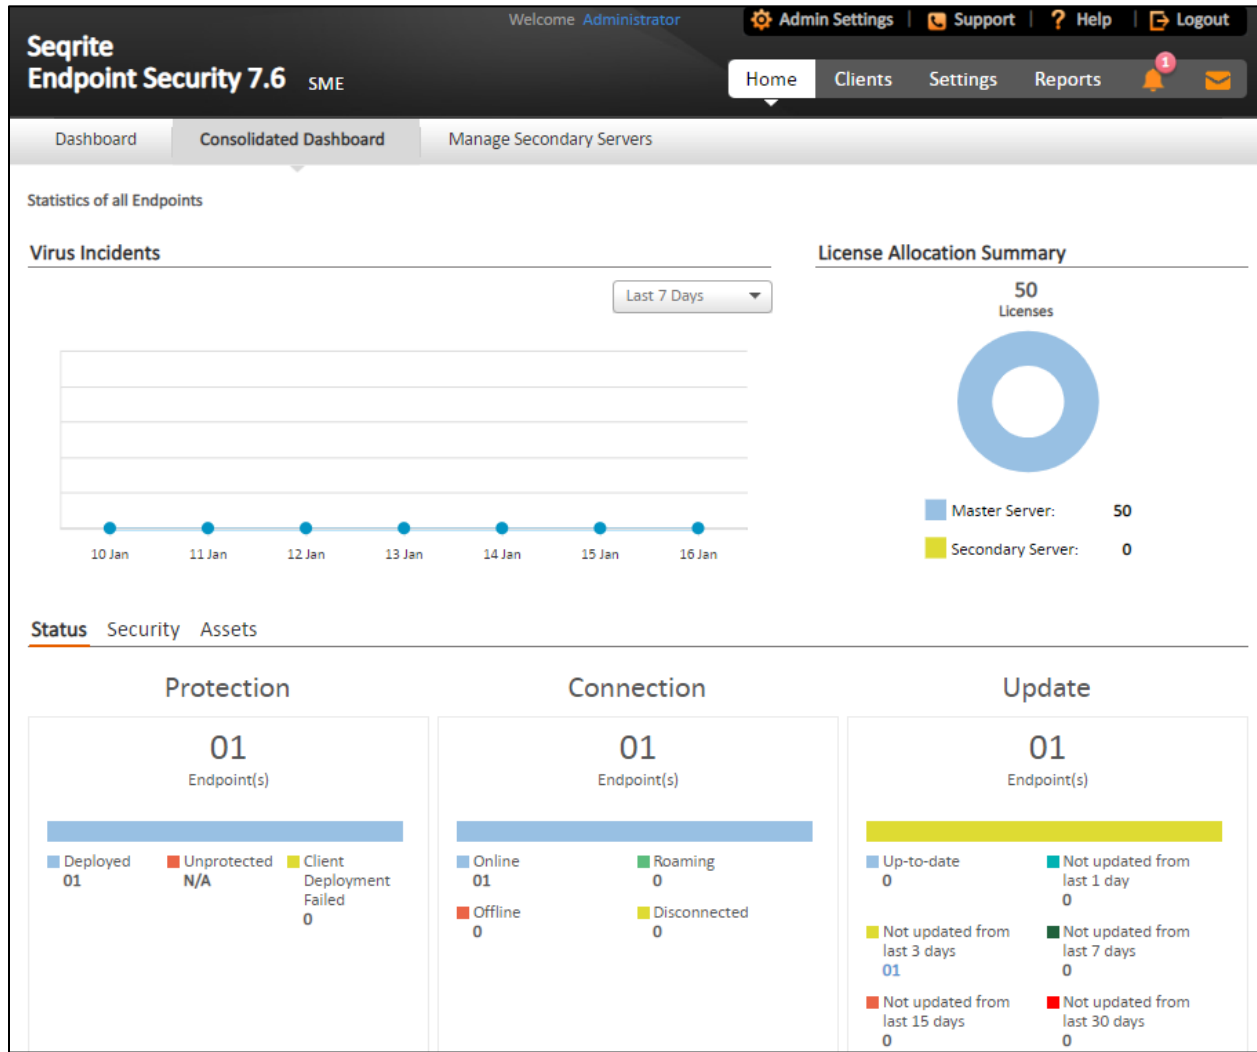 Welcome Administrator
Admin Settings | Support | ? Help | Logout
Seqrite
Endpoint Security 7.6 SME
Home Clients Settings Reports 1
Dashboard Consolidated Dashboard Manage Secondary Servers
Statistics of all Endpoints
Virus Incidents
Last 7 Days
10 Jan 11 Jan 12 Jan 13 Jan 14 Jan 15 Jan 16 Jan
License Allocation Summary
50
Licenses
Master Server: 50
Secondary Server: 0
Status Security Assets
Protection
01
Endpoint(s)
Deployed
01
Unprotected
N/A
Client
Deployment
Failed
0
Connection
01
Endpoint(s)
Online
01
Roaming
0
Offline
0
Disconnected
0
Update
01
Endpoint(s)
Up-to-date
0
Not updated from
last 1 day
0
Not updated from
last 3 days
01
Not updated from
last 7 days
0
Not updated from
last 15 days
0
Not updated from
last 30 days
0